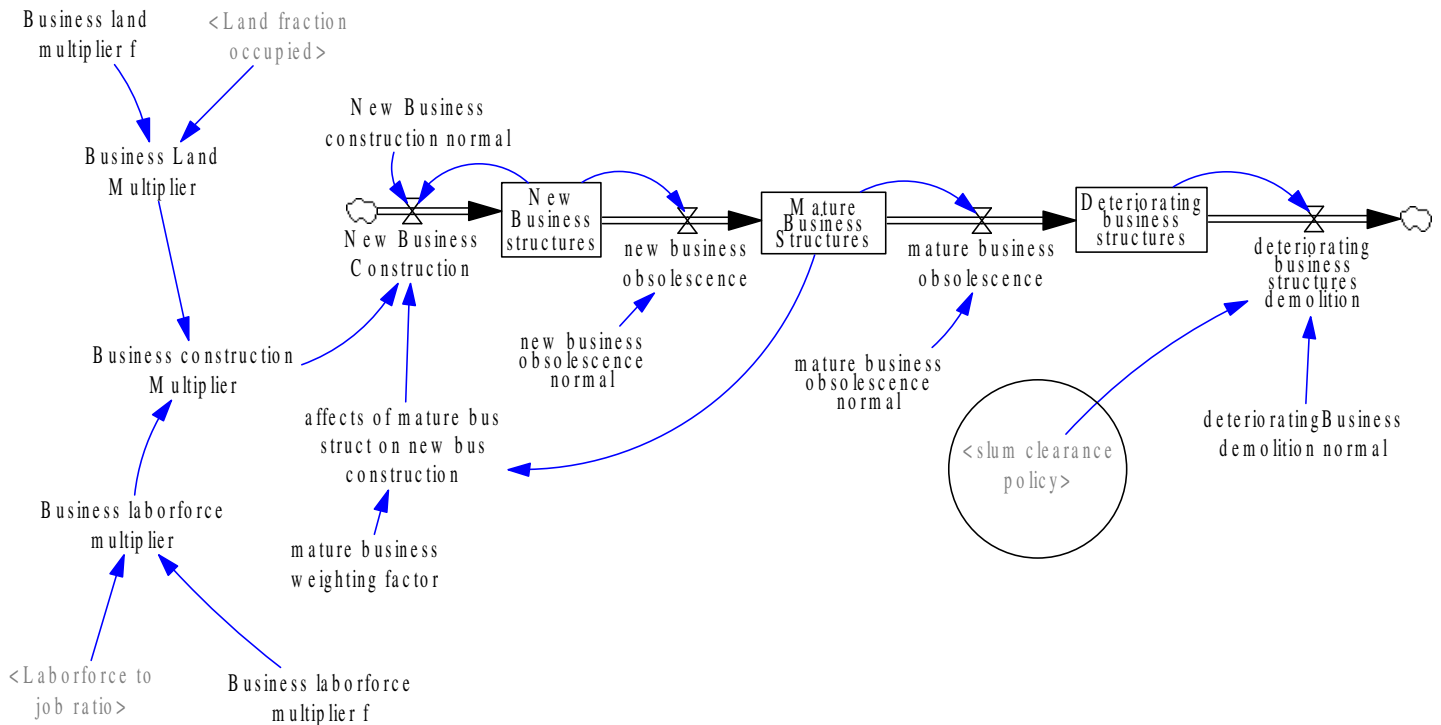 Business land
multiplier f
<Land fraction
occupied>
New Business
construction normal
Business Land
Multiplier
New
Business
structures
Mature
Business
Structures
Deteriorating
business
structures
New Business
Construction
new business
obsolescence
mature business
obsolescence
deteriorating
business
structures
demolition
new business
obsolescence
normal
Business construction
Multiplier
mature business
obsolescence
normal
affects of mature bus
struct on new bus
construction
deterioratingBusiness
demolition normal
<slum clearance
policy>
Business laborforce
multiplier
mature business
weighting factor
<Laborforce to
job ratio>
Business laborforce
multiplier f